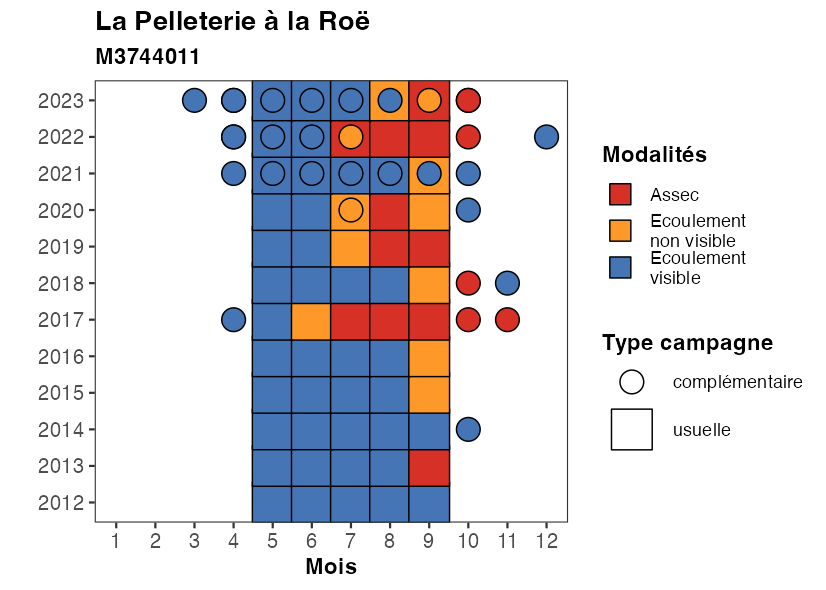 La Pelleterie à la Roë
M3744011
2023
2022
2021
2020
2019
2018
2017
2016
2015
2014
2013
2012
1 2 3 4 5 6 7 8 9 10 11 12
Mois
Modalités
Assec
Ecoulement
non visible
Ecoulement
visible
Type campagne
complémentaire
usuelle